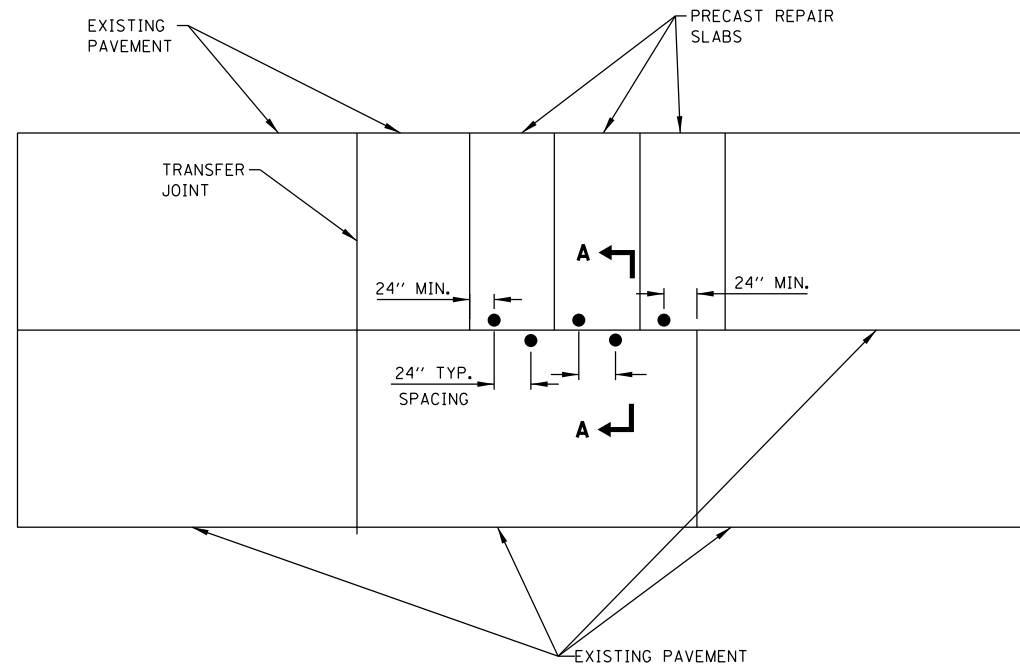 EXISTING
PAVEMENT
PRECAST REPAIR
SLABS
TRANSFER
JOINT
A
24'' MIN.
24'' MIN.
24'' TYP.
SPACING
A
EXISTING PAVEMENT